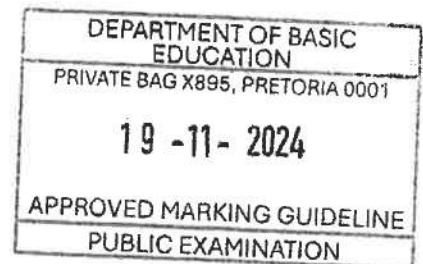 DEPARTMENT OF BASIC
EDUCATION
PRIVATE BAG X895, PRETORIA 0001
19 -11- 2024
APPROVED MARKING GUIDELINE
PUBLIC EXAMINATION